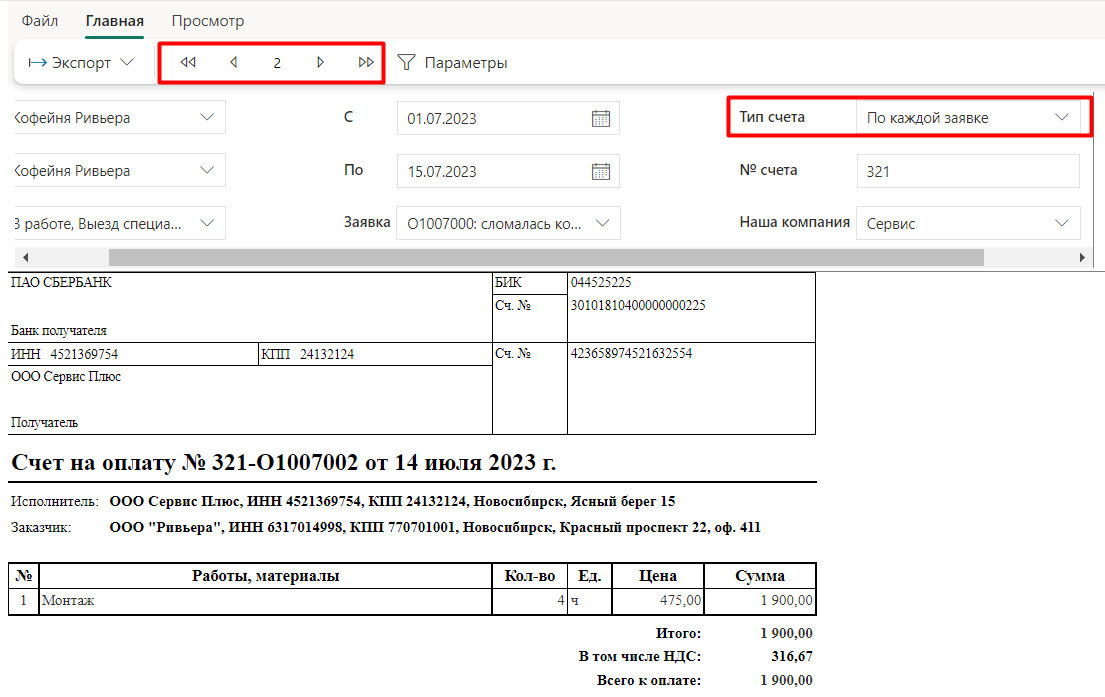 Файл Главная Просмотр
Экспорт 2 Параметры
Кофейня Ривьера С 01.07.2023 Тип счета По каждой заявке
Кофейня Ривьера По 15.07.2023 № счета 321
В работе, Выезд специа... Заявка О1007000: сломалась ко... Наша компания Сервис
ПАО СБЕРБАНК БИК 044525225
Сч. № 30101810400000000225
Банк получателя
ИНН 4521369754 КПП 24132124 Сч. № 423658974521632554
ООО Сервис Плюс
Получатель
Счет на оплату № 321-О1007002 от 14 июля 2023 г.
Исполнитель: ООО Сервис Плюс, ИНН 4521369754, КПП 24132124, Новосибирск, Ясный берег 15
Заказчик: ООО "Ривьера", ИНН 6317014998, КПП 770701001, Новосибирск, Красный проспект 22, оф. 411
№ Работы, материалы Кол-во Ед. Цена Сумма
1 Монтаж 4 ч 475,00 1 900,00
Итого: 1 900,00
В том числе НДС: 316,67
Всего к оплате: 1 900,00